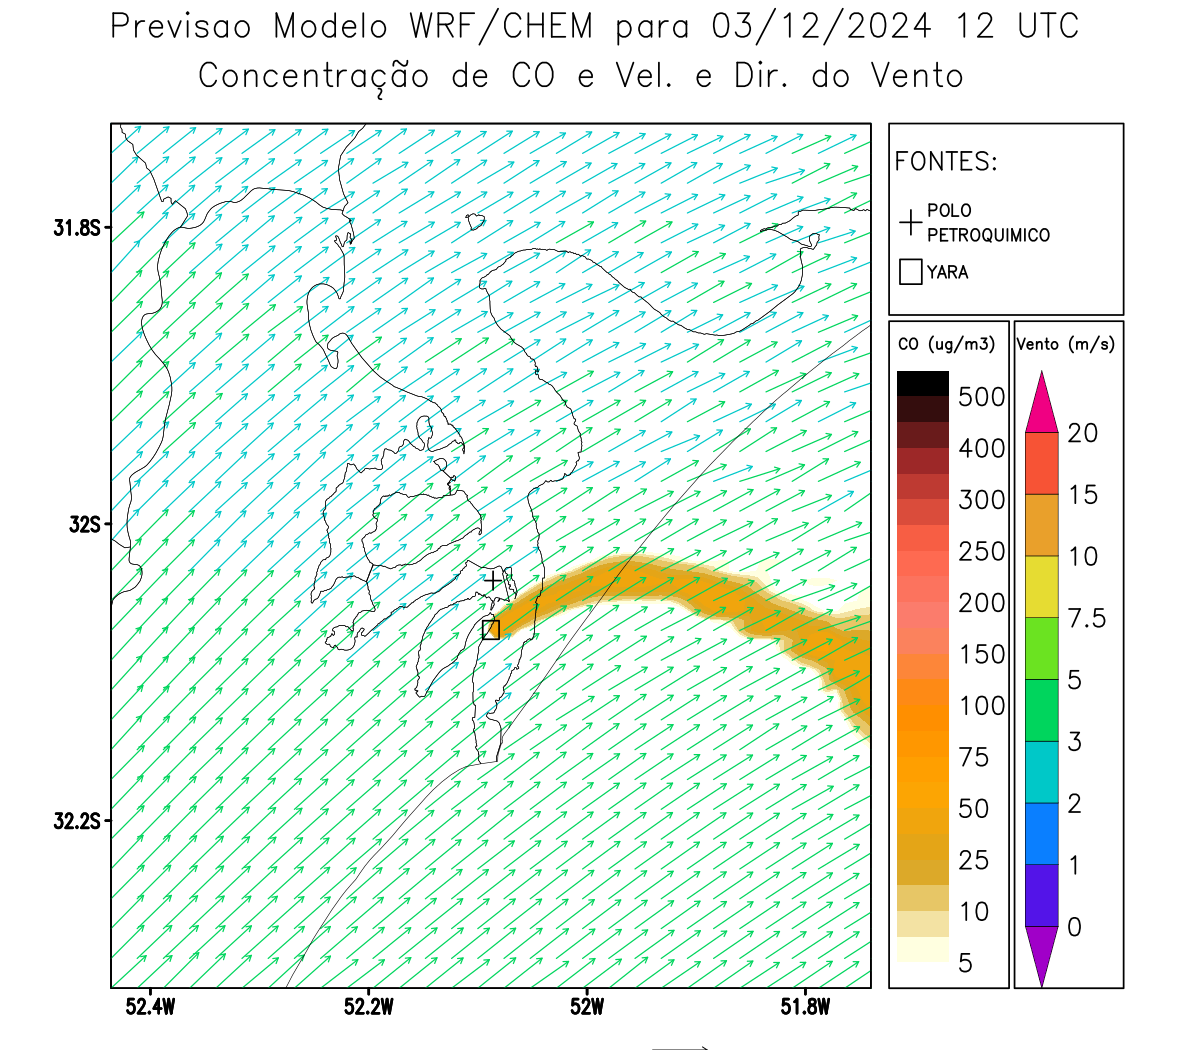 Previsao Modelo WRF/CHEM para 03/12/2024 12 UTC
Concentração de CO e Vel. e Dir. do Vento
FONTES:
POLO
PETROQUIMICO
YARA
CO (ug/m3)
500
400
300
250
200
150
100
75
50
25
10
5
Vento (m/s)
20
15
10
7.5
5
3
2
1
0
31.8S
32S
32.2S
52.4W
52.2W
52W
51.8W